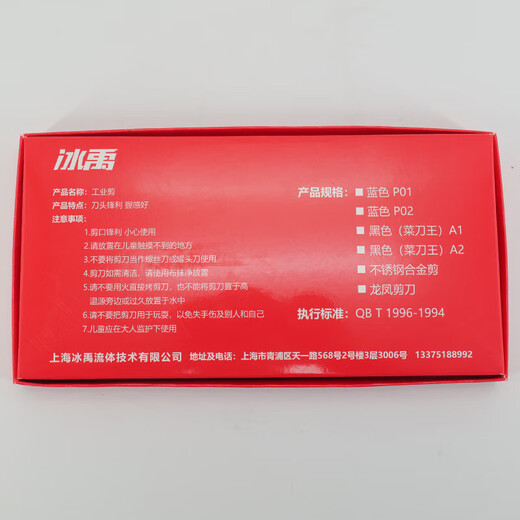 冰禹
产品名称：工业剪
产品特点：刀头锋利 握感好
注意事项：
1.剪口锋利 小心使用
2.请放置在儿童触摸不到的地方
3.不要将剪刀当作螺丝刀或罐头刀使用
4.剪刀如需清洁，请使用布抹净放置
5.请不要用火直接烤剪刀，也不能将剪刀置于高
温源旁边或过久放置于水中
6.请不要把剪刀用于玩耍，以免失手伤及别人和自己
7.儿童应在大人监护下使用
产品规格：
蓝色 P01
蓝色 P02
黑色（菜刀王）A1
黑色（菜刀王）A2
不锈钢合金剪
龙凤剪刀
执行标准：QB T 1996-1994
上海冰禹流体技术有限公司 地址及电话：上海市青浦区天一路568号2号楼3层3006号 13375188992